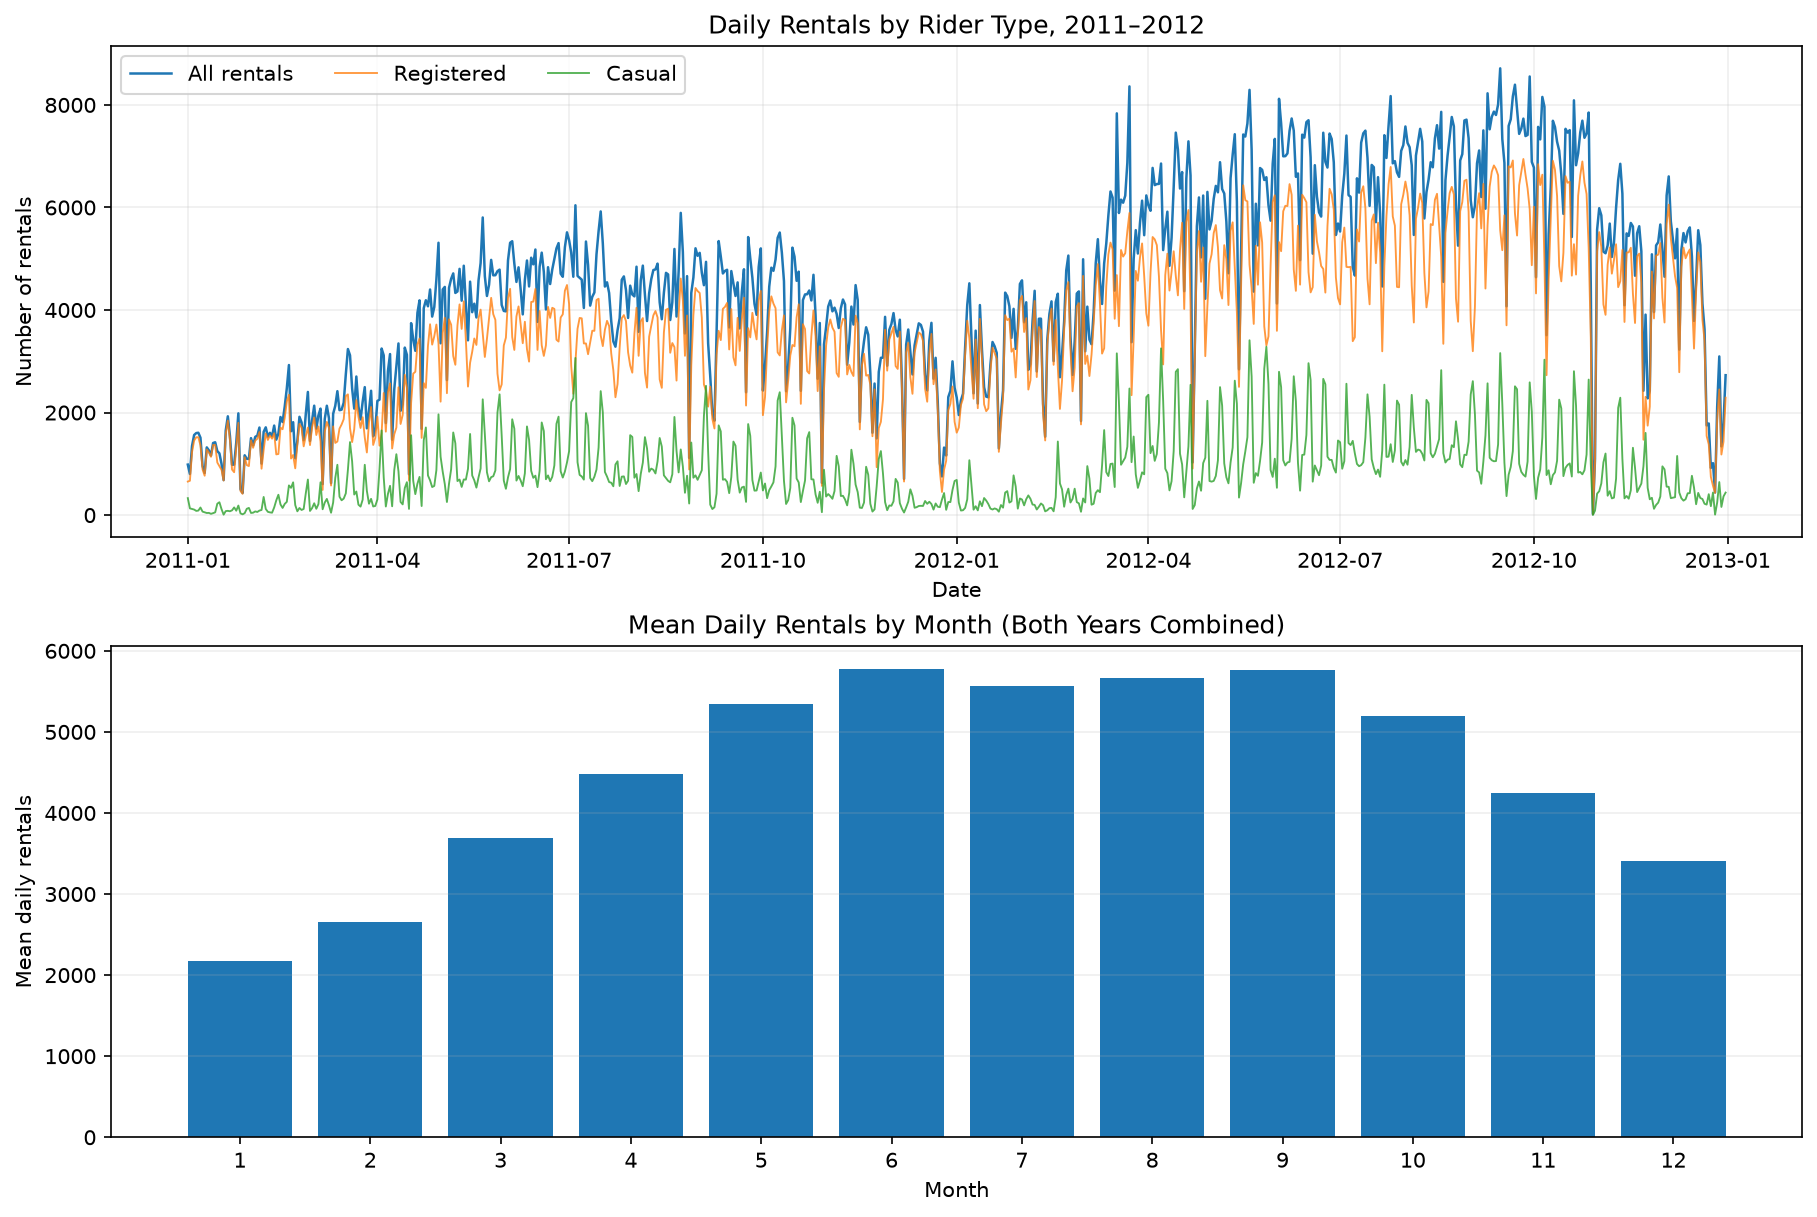 Daily Rentals by Rider Type, 2011–2012
All rentals Registered Casual
Number of rentals
8000
6000
4000
2000
0
2011-01 2011-04 2011-07 2011-10 2012-01 2012-04 2012-07 2012-10 2013-01
Date
Mean Daily Rentals by Month (Both Years Combined)
Mean daily rentals
6000
5000
4000
3000
2000
1000
0
1 2 3 4 5 6 7 8 9 10 11 12
Month